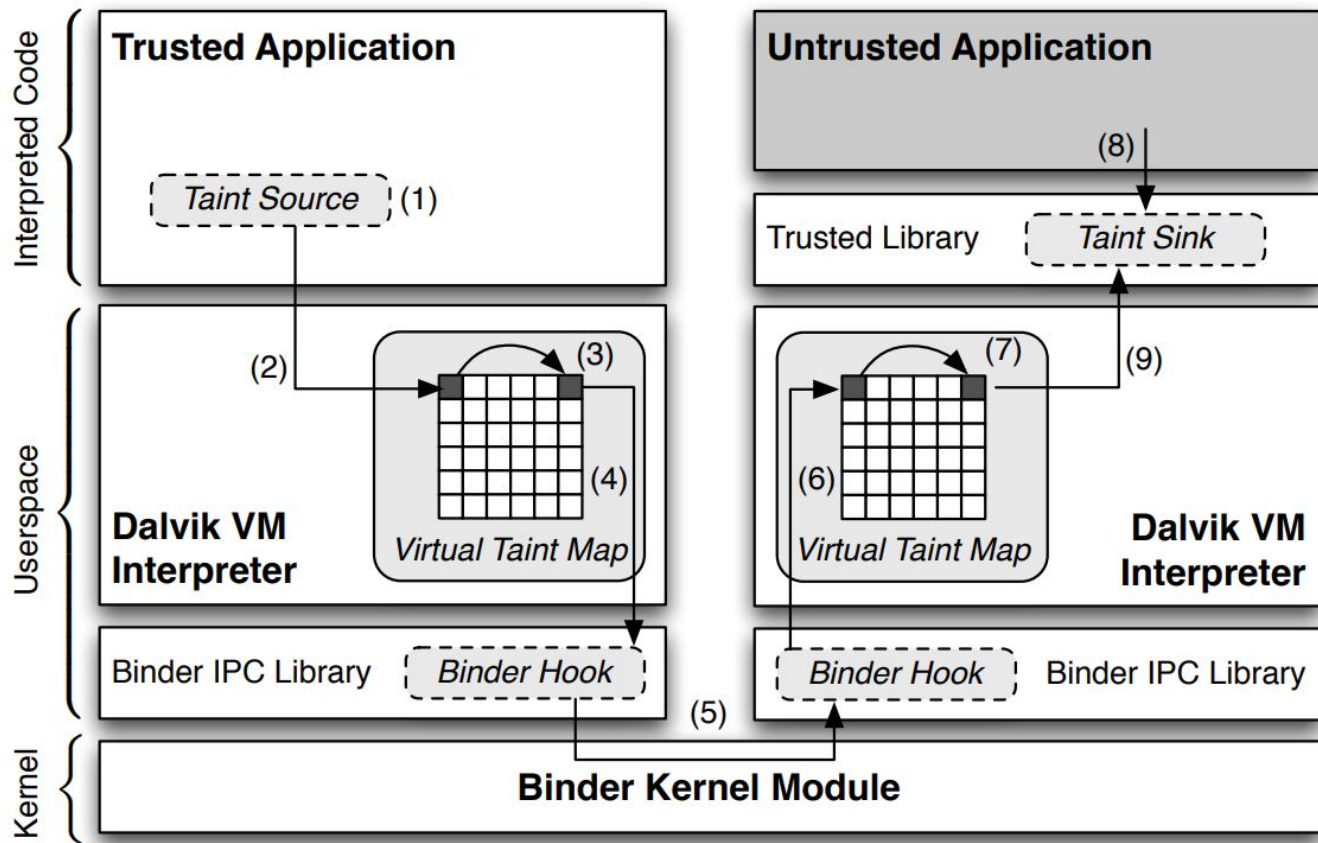 Interpreted Code
Trusted Application
Taint Source (1)
Untrusted Application
(8)
Trusted Library Taint Sink
Userspace
(2)
(3)
(4)
Virtual Taint Map
Dalvik VM
Interpreter
(7)
(9)
(6)
Virtual Taint Map
Dalvik VM
Interpreter
Binder IPC Library Binder Hook
(5)
Binder Hook Binder IPC Library
Kernel
Binder Kernel Module